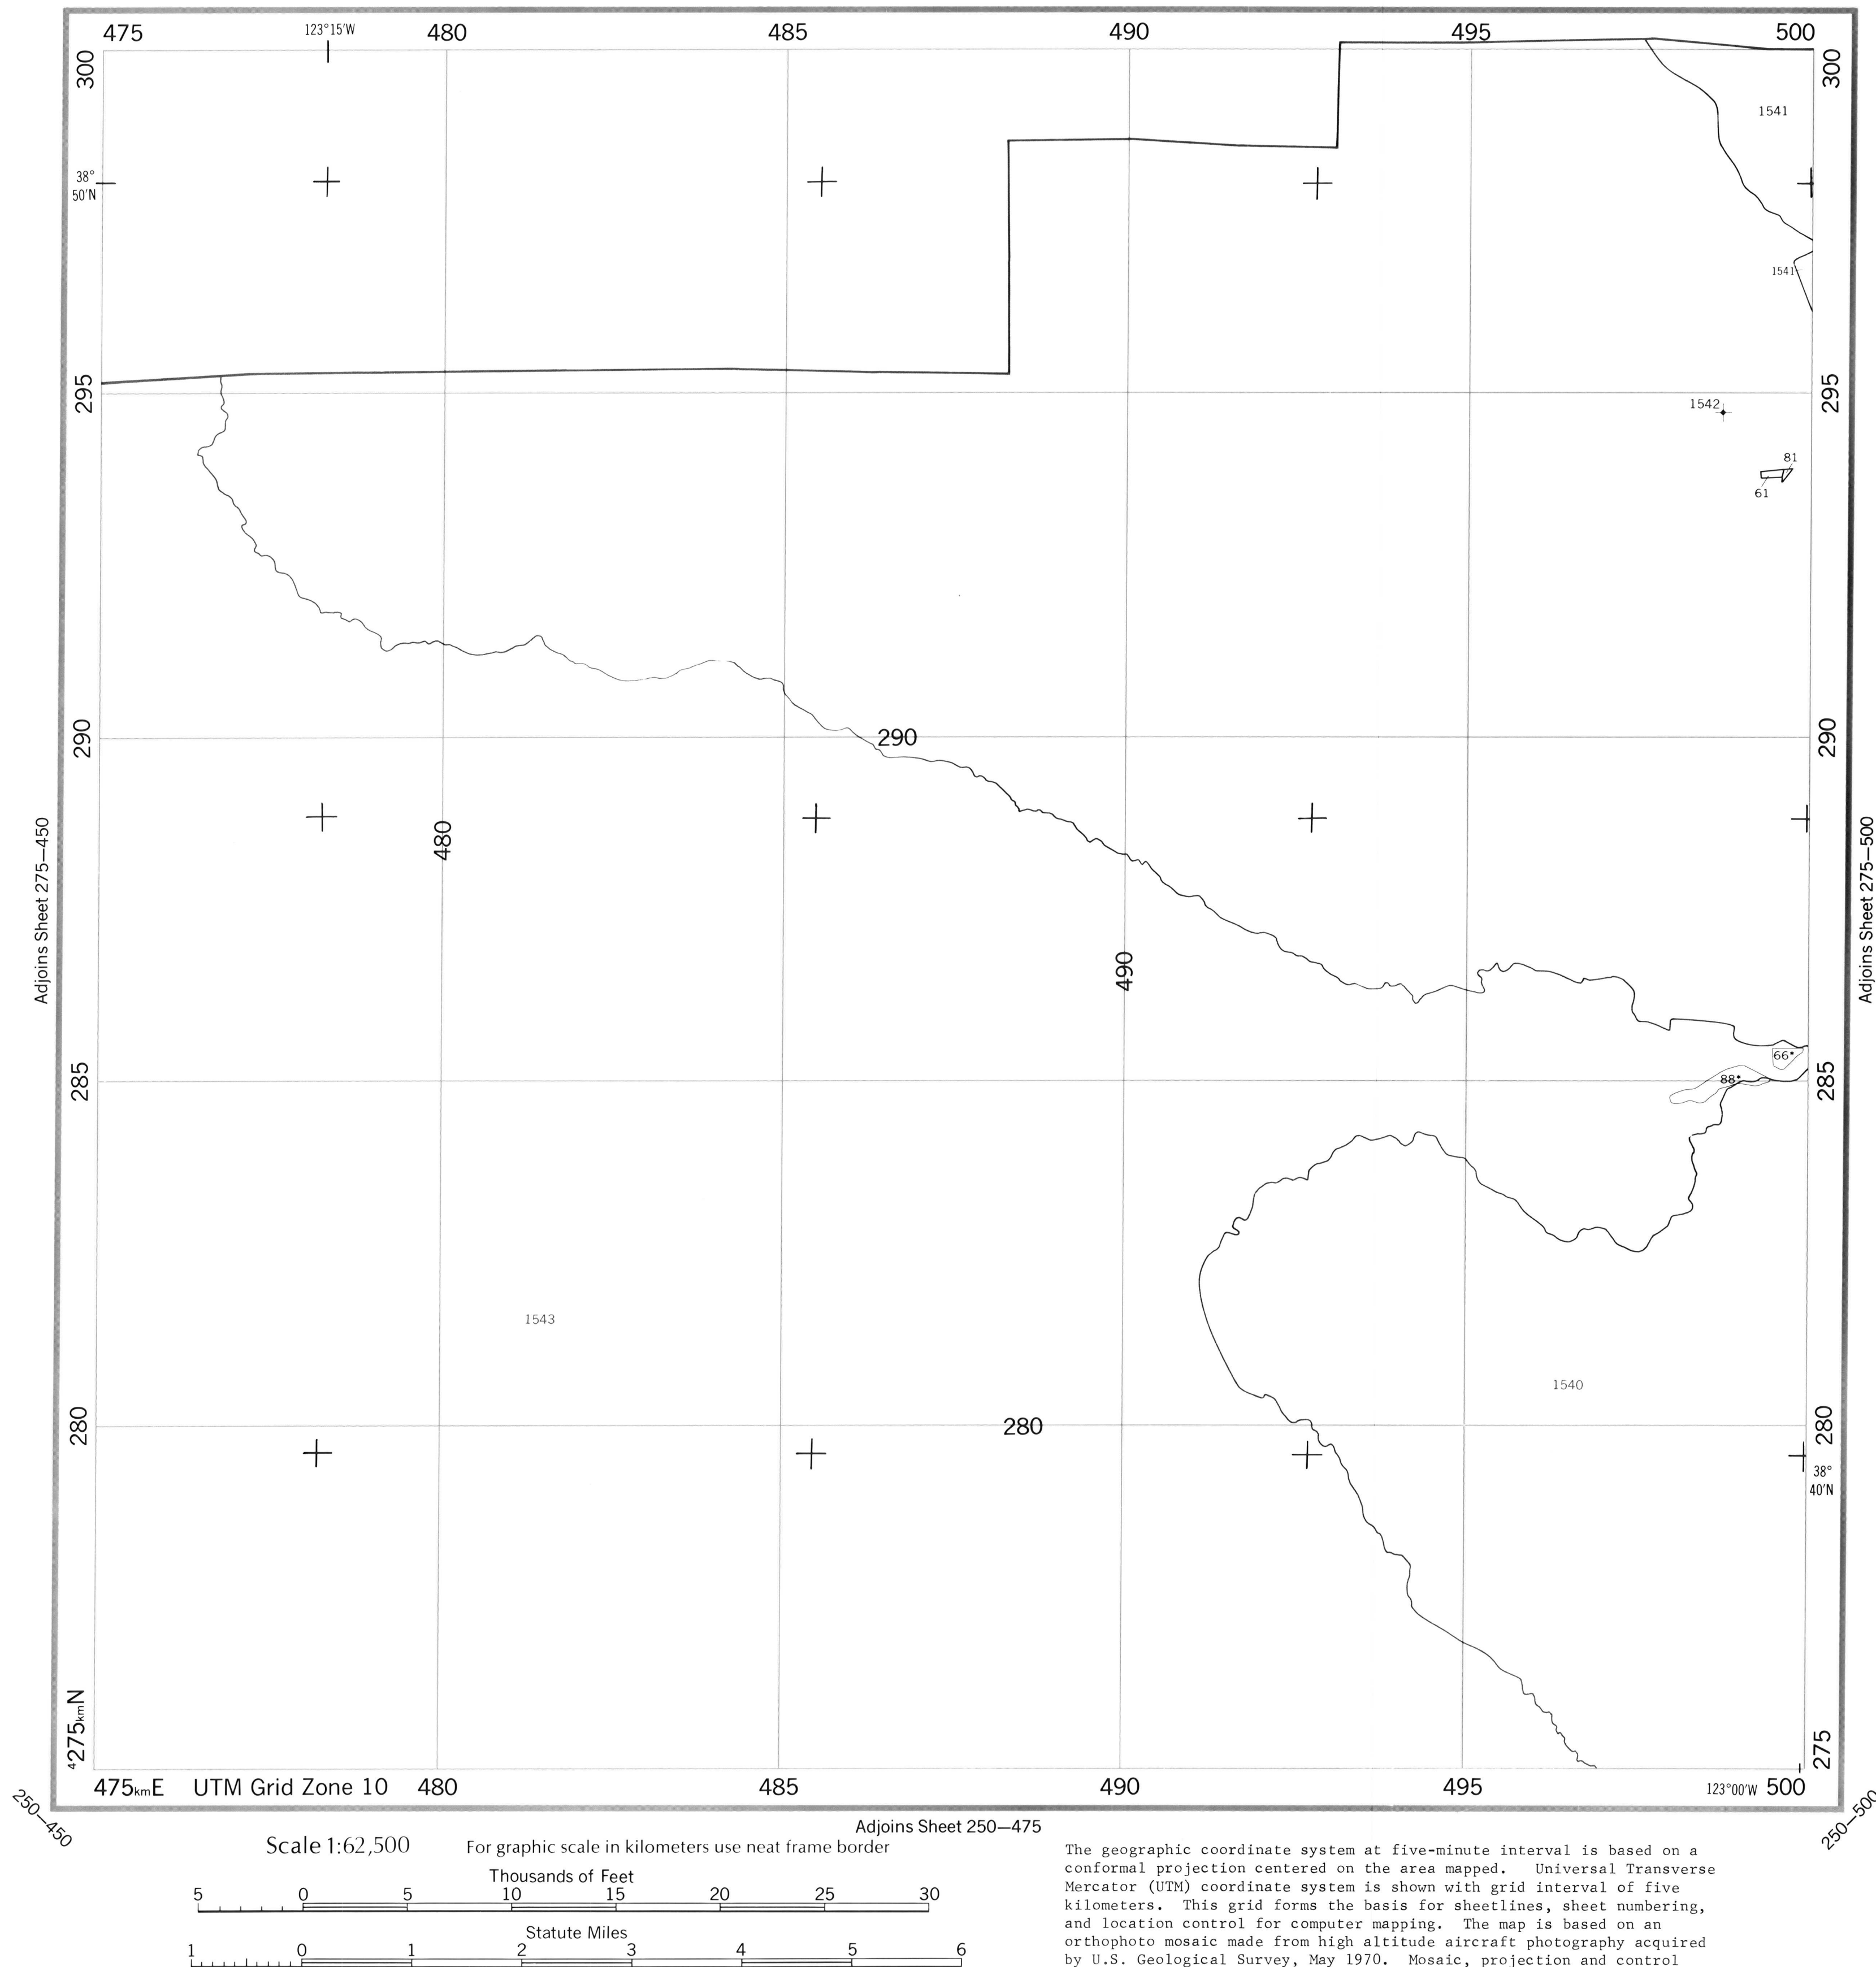 475 123°15'W 480 485 490 495 500
300 300
1541
38°
50'N
1541
295 295
1542
81
61
290 290 290
Adjoins Sheet 275—450
480
Adjoins Sheet 275—500
490
66*
285 88* 285
1543
1540
280 280 280
38°
40'N
4275kmN 275
475kmE UTM Grid Zone 10 480 485 490 495 123°00'W 500
250—450 Adjoins Sheet 250—475 250—500
Scale 1:62,500 For graphic scale in kilometers use neat frame border
Thousands of Feet
5 0 5 10 15 20 25 30
Statute Miles
1 0 1 2 3 4 5 6
The geographic coordinate system at five-minute interval is based on a
conformal projection centered on the area mapped. Universal Transverse
Mercator (UTM) coordinate system is shown with grid interval of five
kilometers. This grid forms the basis for sheetlines, sheet numbering,
and location control for computer mapping. The map is based on an
orthophoto mosaic made from high altitude aircraft photography acquired
by U.S. Geological Survey, May 1970. Mosaic, projection and control